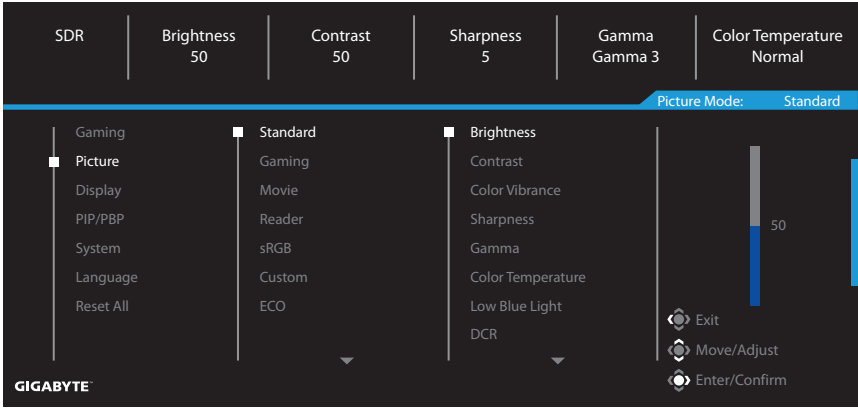 SDR
Brightness
50
Contrast
50
Sharpness
5
Gamma
Gamma 3
Color Temperature
Normal
Picture Mode: Standard
Gaming
Picture
Display
PIP/PBP
System
Language
Reset All
Standard
Gaming
Movie
Reader
sRGB
Custom
ECO
Brightness
Contrast
Color Vibrance
Sharpness
Gamma
Color Temperature
Low Blue Light
DCR
50
Exit
Move/Adjust
Enter/Confirm
GIGABYTE™